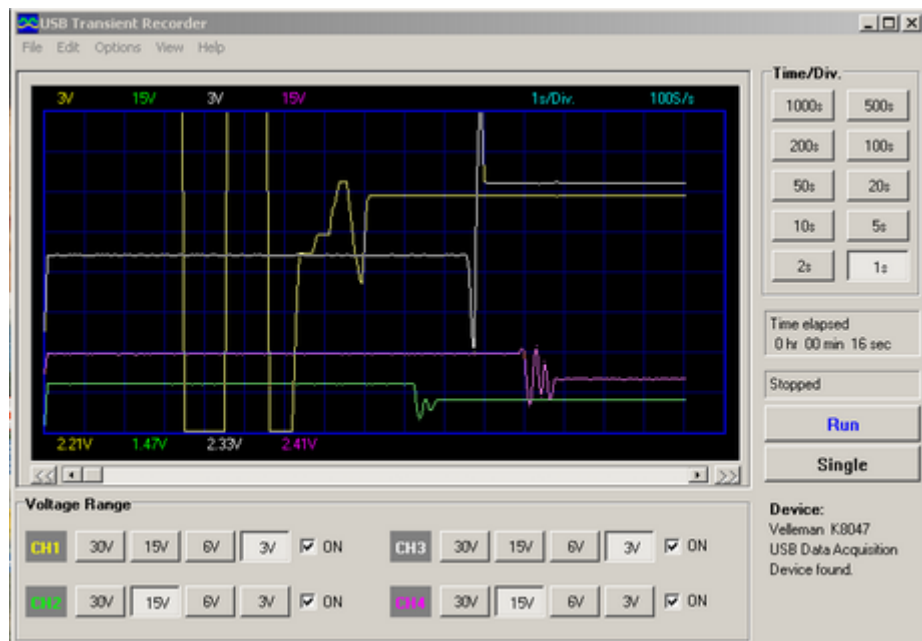 USB Transient Recorder
File Edit Options View Help
3V 15V 3V 15V 1s/Div. 100S/s
2.21V 1.47V 2.33V 2.41V
<< >>
Time/Div.
1000s 500s
200s 100s
50s 20s
10s 5s
2s 1s
Time elapsed
0 hr 00 min 16 sec
Stopped
Run
Single
Voltage Range
CH1 30V 15V 6V 3V ON CH3 30V 15V 6V 3V ON
CH2 30V 15V 6V 3V ON CH4 30V 15V 6V 3V ON
Device:
Velleman K8047
USB Data Acquisition
Device found.